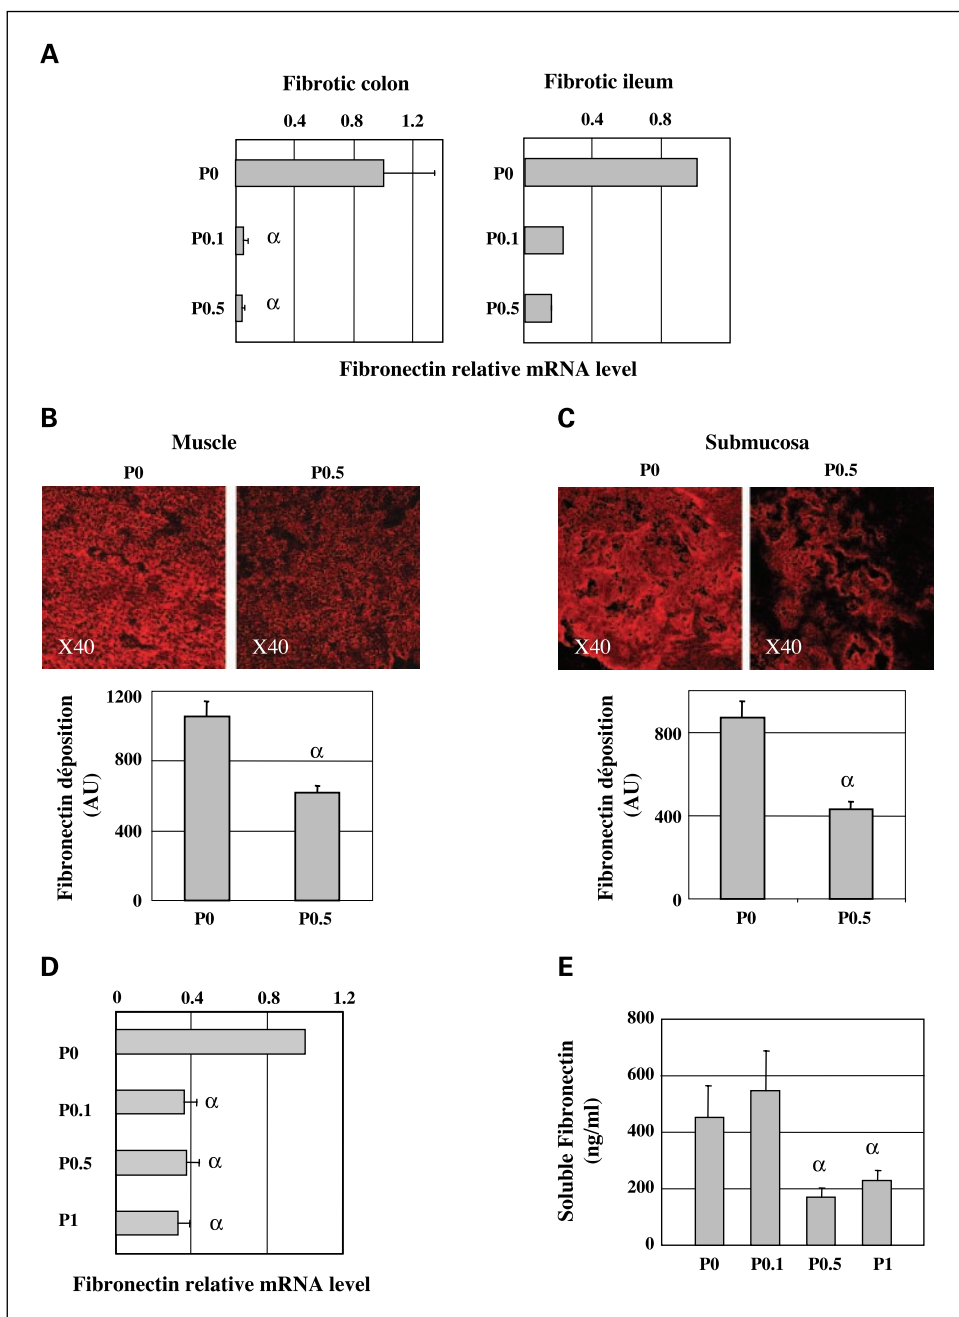 A
Fibrotic colon
Fibrotic ileum
0.4 0.8 1.2
0.4 0.8
P0
P0
P0.1
α
P0.1
P0.5
α
P0.5
Fibronectin relative mRNA level
B
C
Muscle
Submucosa
P0 P0.5
P0 P0.5
X40 X40
X40 X40
Fibronectin déposition
(AU)
1200
800
400
0
α
P0 P0.5
Fibronectin déposition
(AU)
800
400
0
α
P0 P0.5
D
0 0.4 0.8 1.2
P0
P0.1 α
P0.5 α
P1 α
Fibronectin relative mRNA level
E
Soluble Fibronectin
(ng/ml)
800
600
400
200
0
α α
P0 P0.1 P0.5 P1